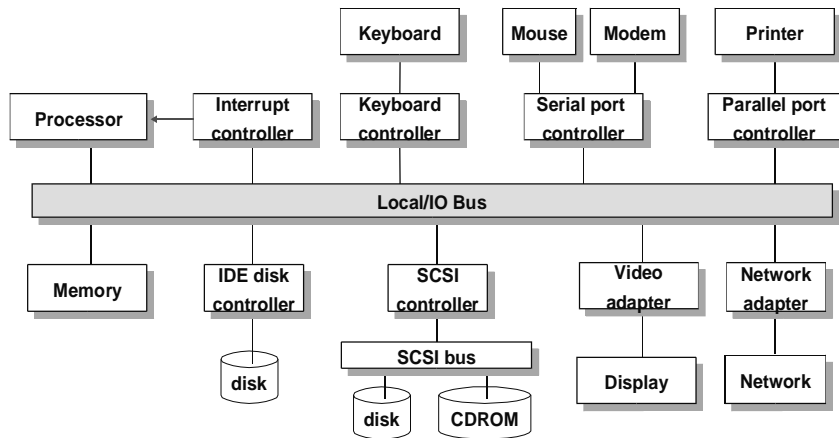 Keyboard
Mouse
Modem
Printer
Processor
Interrupt
controller
Keyboard
controller
Serial port
controller
Parallel port
controller
Local/IO Bus
Memory
IDE disk
controller
SCSI
controller
Video
adapter
Network
adapter
SCSI bus
disk
disk
CDROM
Display
Network